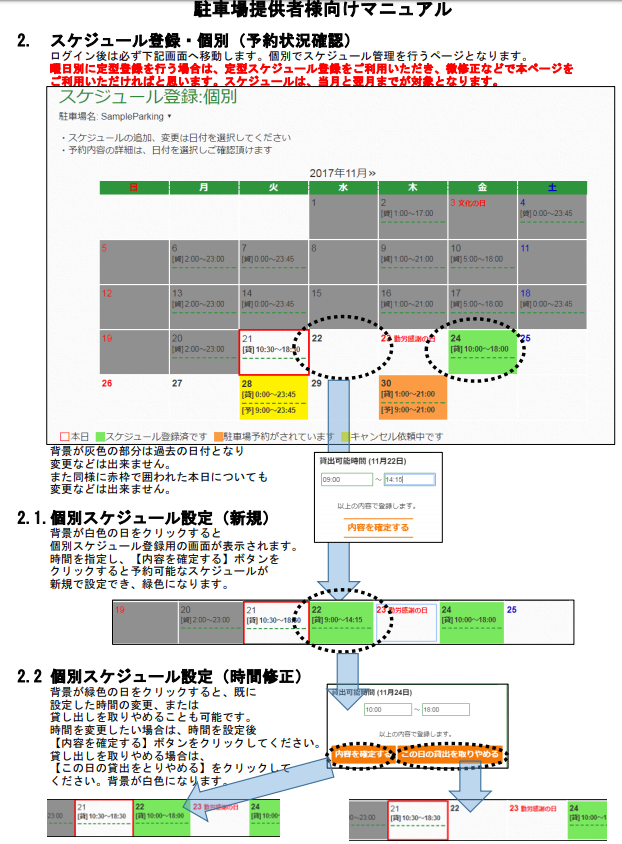 駐車場提供者様向けマニュアル
2. スケジュール登録・個別（予約状況確認）
ログイン後は必ず下記画面へ移動します。個別でスケジュール管理を行うページとなります。
曜日別に定型登録を行う場合は、定型スケジュール登録をご利用いただき、微修正などで本ページを
ご利用いただければと思います。スケジュールは、当月と翌月までが対象となります。
スケジュール登録:個別
駐車場名: SampleParking ▾
・スケジュールの追加、変更は日付を選択してください
・予約内容の詳細は、日付を選択しご確認頂けます
2017年11月»
日 月 火 水 木 金 土
1 2 3 文化の日 4
[貸] 1:00～17:00 [貸] 0:00～23:45
5 6 7 8 9 10 11
[貸] 2:00～23:00 [貸] 0:00～23:45 [貸] 1:00～21:00 [貸] 5:00～18:00
12 13 14 15 16 17 18
[貸] 2:00～23:00 [貸] 0:00～23:45 [貸] 1:00～21:00 [貸] 5:00～18:00 [貸] 0:00～23:45
19 20 21 22 23 勤労感謝の日 24 25
[貸] 2:00～23:00 [貸] 10:30～18:30 [貸] 10:00～18:00
26 27 28 29 30
[貸] 0:00～23:45 [貸] 1:00～21:00
[予] 9:00～23:45 [予] 9:00～21:00
本日 スケジュール登録済です 駐車場予約がされています キャンセル依頼中です
背景が灰色の部分は過去の日付となり
変更などは出来ません。
また同様に赤枠で囲われた本日についても
変更などは出来ません。
貸出可能時間 (11月22日)
09:00 ～ 14:15
以上の内容で登録します。
内容を確定する
2.1.個別スケジュール設定（新規）
背景が白色の日をクリックすると
個別スケジュール登録用の画面が表示されます。
時間を指定し、【内容を確定する】ボタンを
クリックすると予約可能なスケジュールが
新規で設定でき、緑色になります。
19 20 21 22 23 勤労感謝の日 24 25
[貸] 2:00～23:00 [貸] 10:30～18:30 [貸] 9:00～14:15 [貸] 10:00～18:00
2.2 個別スケジュール設定（時間修正）
背景が緑色の日をクリックすると、既に
設定した時間の変更、または
貸し出しを取りやめることも可能です。
時間を変更したい場合は、時間を設定後
【内容を確定する】ボタンをクリックしてください。
貸し出しを取りやめる場合は、
【この日の貸出をとりやめる】をクリックして
ください。背景が白色になります。
貸出可能時間 (11月24日)
10:00 ～ 18:00
以上の内容で登録します。
内容を確定する この日の貸出を取りやめる
21 22 23 勤労感謝の日 24
23:00 [貸] 10:30～18:30 [貸] 10:00～18:00 [貸] 10:00～
21 22 23 勤労感謝の日 24
0～23:00 [貸] 10:30～18:30 [貸] 10:00～1